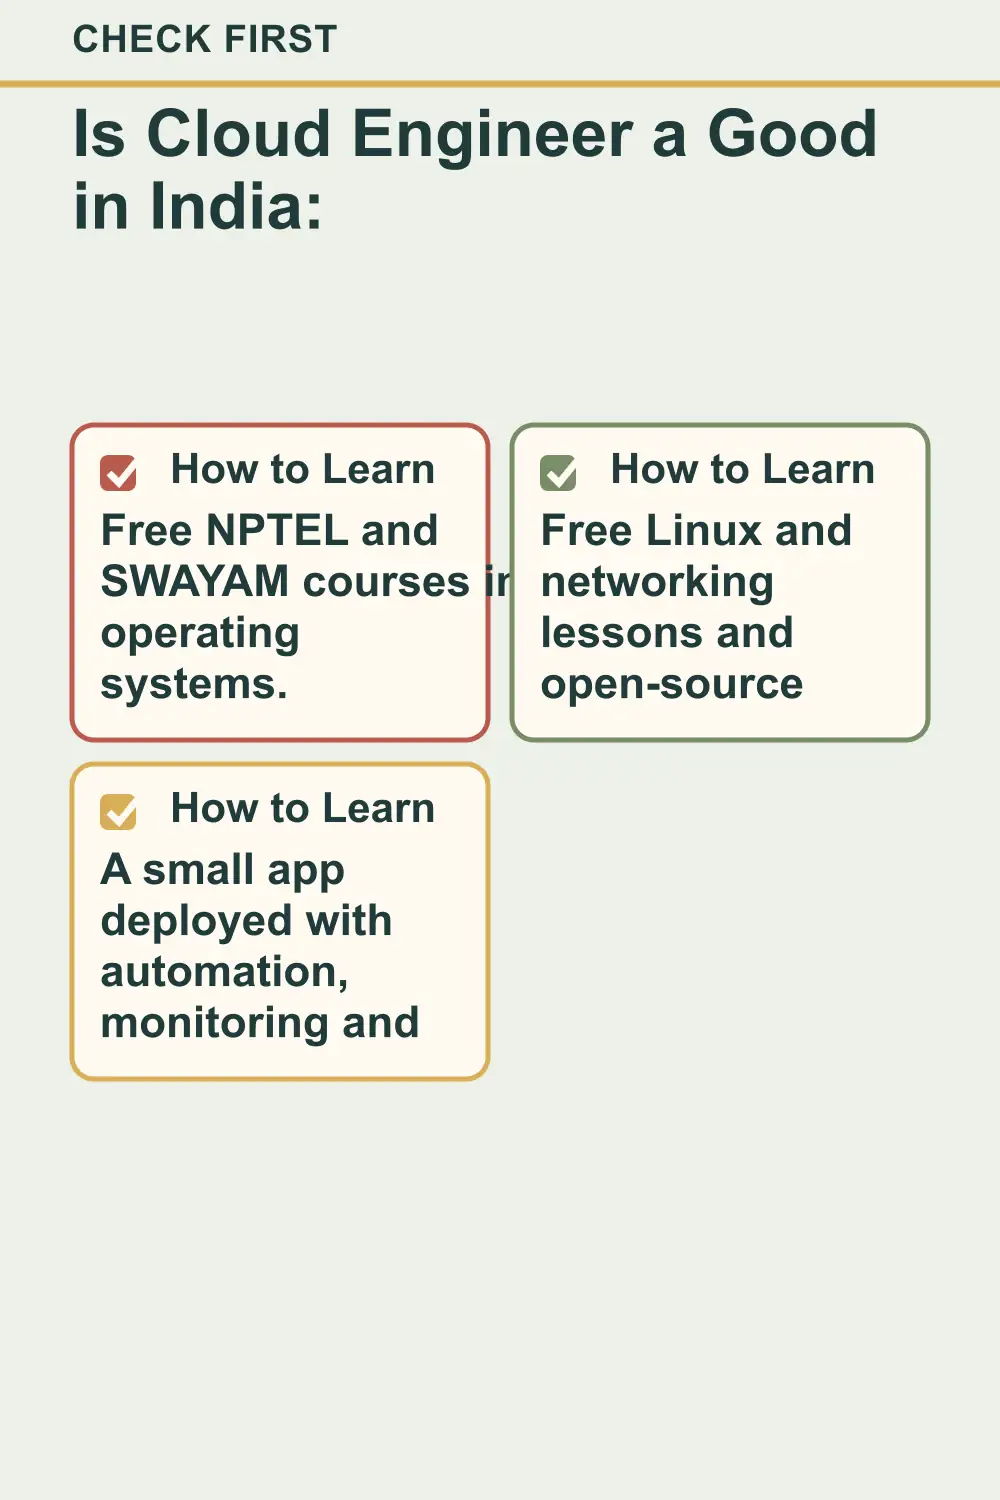 CHECK FIRST
Is Cloud Engineer a Good
in India:
How to Learn
Free NPTEL and
SWAYAM courses in
operating
systems.
How to Learn
Free Linux and
networking
lessons and
open-source
How to Learn
A small app
deployed with
automation,
monitoring and